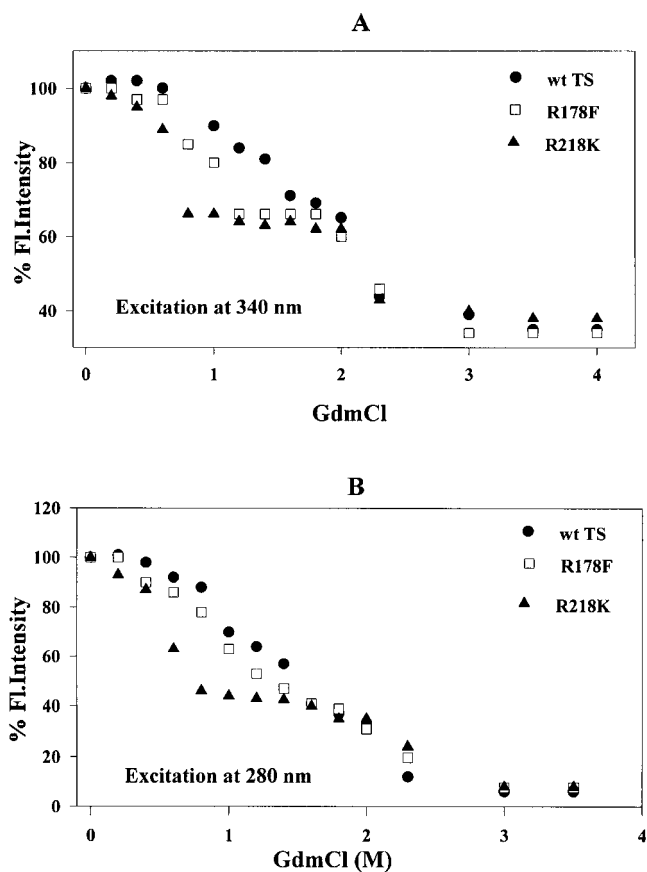 A
% Fl.Intensity
100
80
60
40
wt TS
R178F
R218K
Excitation at 340 nm
0
1
2
3
4
GdmCl
B
% Fl.Intensity
120
100
80
60
40
20
0
wt TS
R178F
R218K
Excitation at 280 nm
0
1
2
3
4
GdmCl (M)